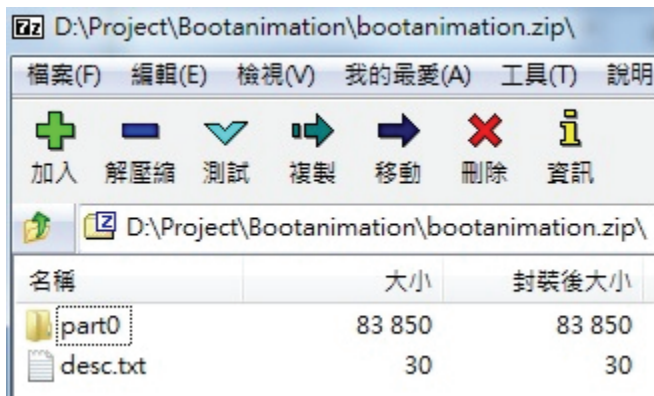 D:\Project\Bootanimation\bootanimation.zip\
檔案(F) 編輯(E) 檢視(V) 我的最愛(A) 工具(T) 說明
加入 解壓縮 測試 複製 移動 刪除 資訊
D:\Project\Bootanimation\bootanimation.zip\
名稱 大小 封裝後大小
part0 83 850 83 850
desc.txt 30 30